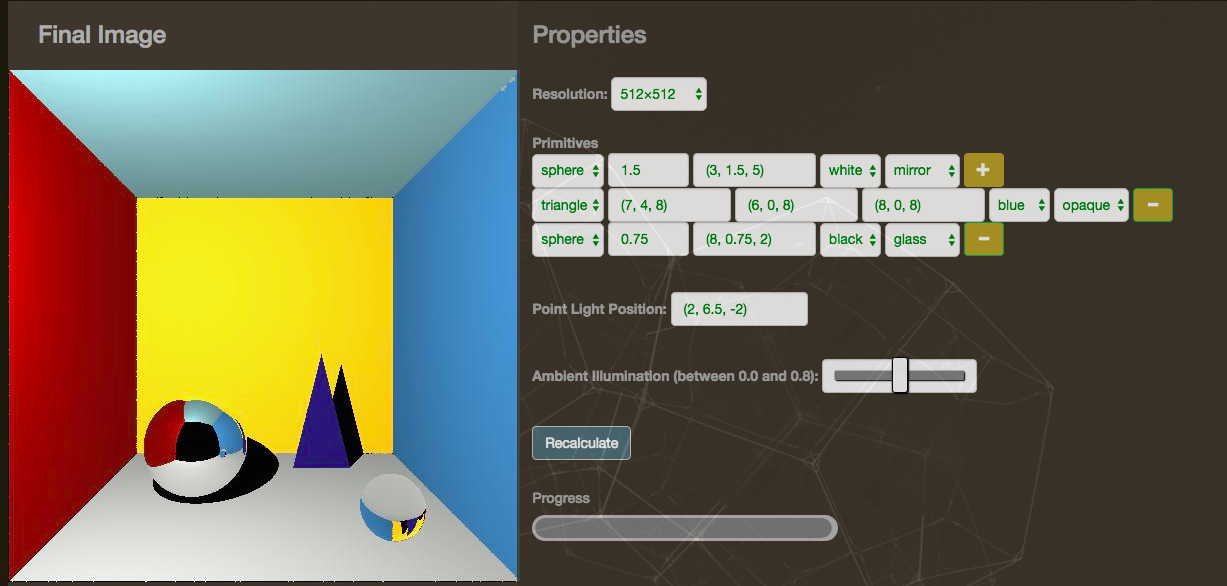 Final Image
Properties
Resolution: 512×512
Primitives
sphere 1.5 (3, 1.5, 5) white mirror +
triangle (7, 4, 8) (6, 0, 8) (8, 0, 8) blue opaque −
sphere 0.75 (8, 0.75, 2) black glass −
Point Light Position: (2, 6.5, -2)
Ambient Illumination (between 0.0 and 0.8):
Recalculate
Progress